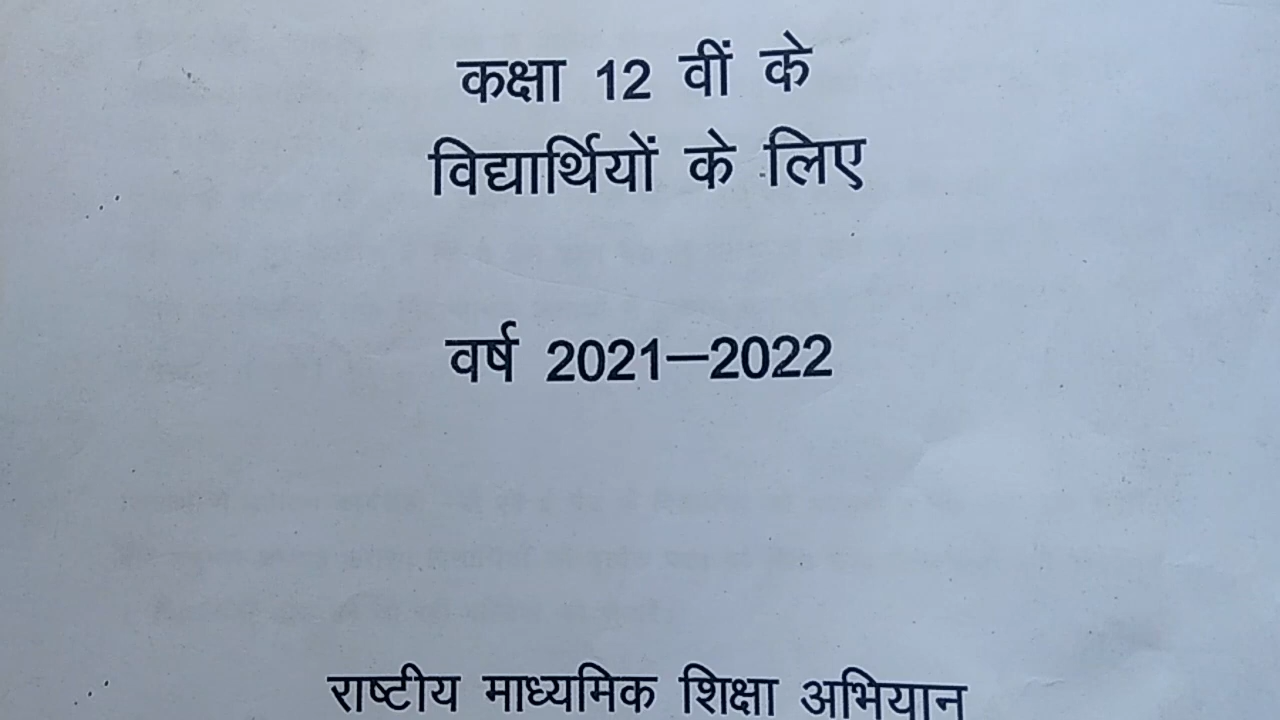 कक्षा 12 वीं के
विद्यार्थियों के लिए
वर्ष 2021–2022
राष्टीय माध्यमिक शिक्षा अभियान